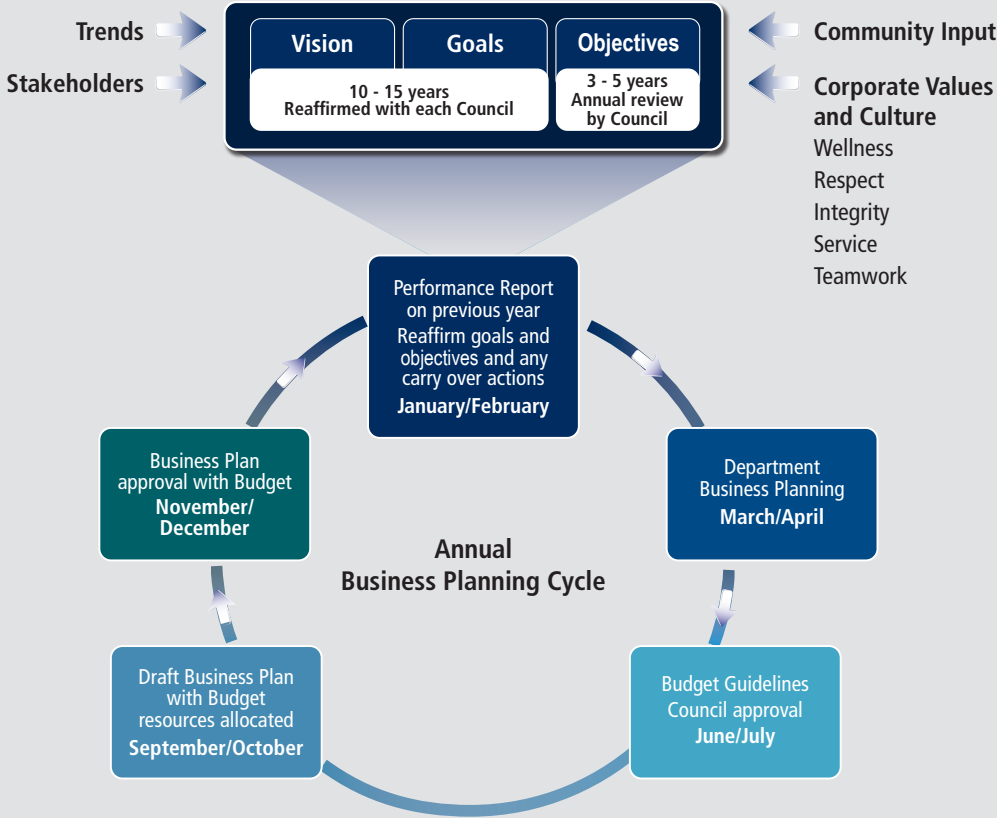 Trends
Stakeholders
Vision
Goals
Objectives
10 - 15 years
Reaffirmed with each Council
3 - 5 years
Annual review
by Council
Community Input
Corporate Values
and Culture
Wellness
Respect
Integrity
Service
Teamwork
Performance Report
on previous year
Reaffirm goals and
objectives and any
carry over actions
January/February
Department
Business Planning
March/April
Budget Guidelines
Council approval
June/July
Draft Business Plan
with Budget
resources allocated
September/October
Business Plan
approval with Budget
November/
December
Annual
Business Planning Cycle